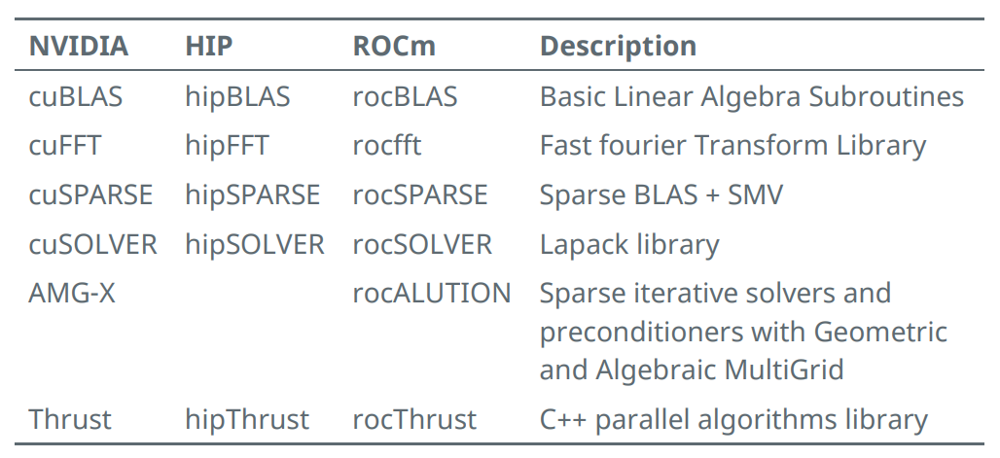 NVIDIA HIP ROCm Description
cuBLAS hipBLAS rocBLAS Basic Linear Algebra Subroutines
cuFFT hipFFT rocfft Fast fourier Transform Library
cuSPARSE hipSPARSE rocSPARSE Sparse BLAS + SMV
cuSOLVER hipSOLVER rocSOLVER Lapack library
AMG-X rocALUTION Sparse iterative solvers and
preconditioners with Geometric
and Algebraic MultiGrid
Thrust hipThrust rocThrust C++ parallel algorithms library